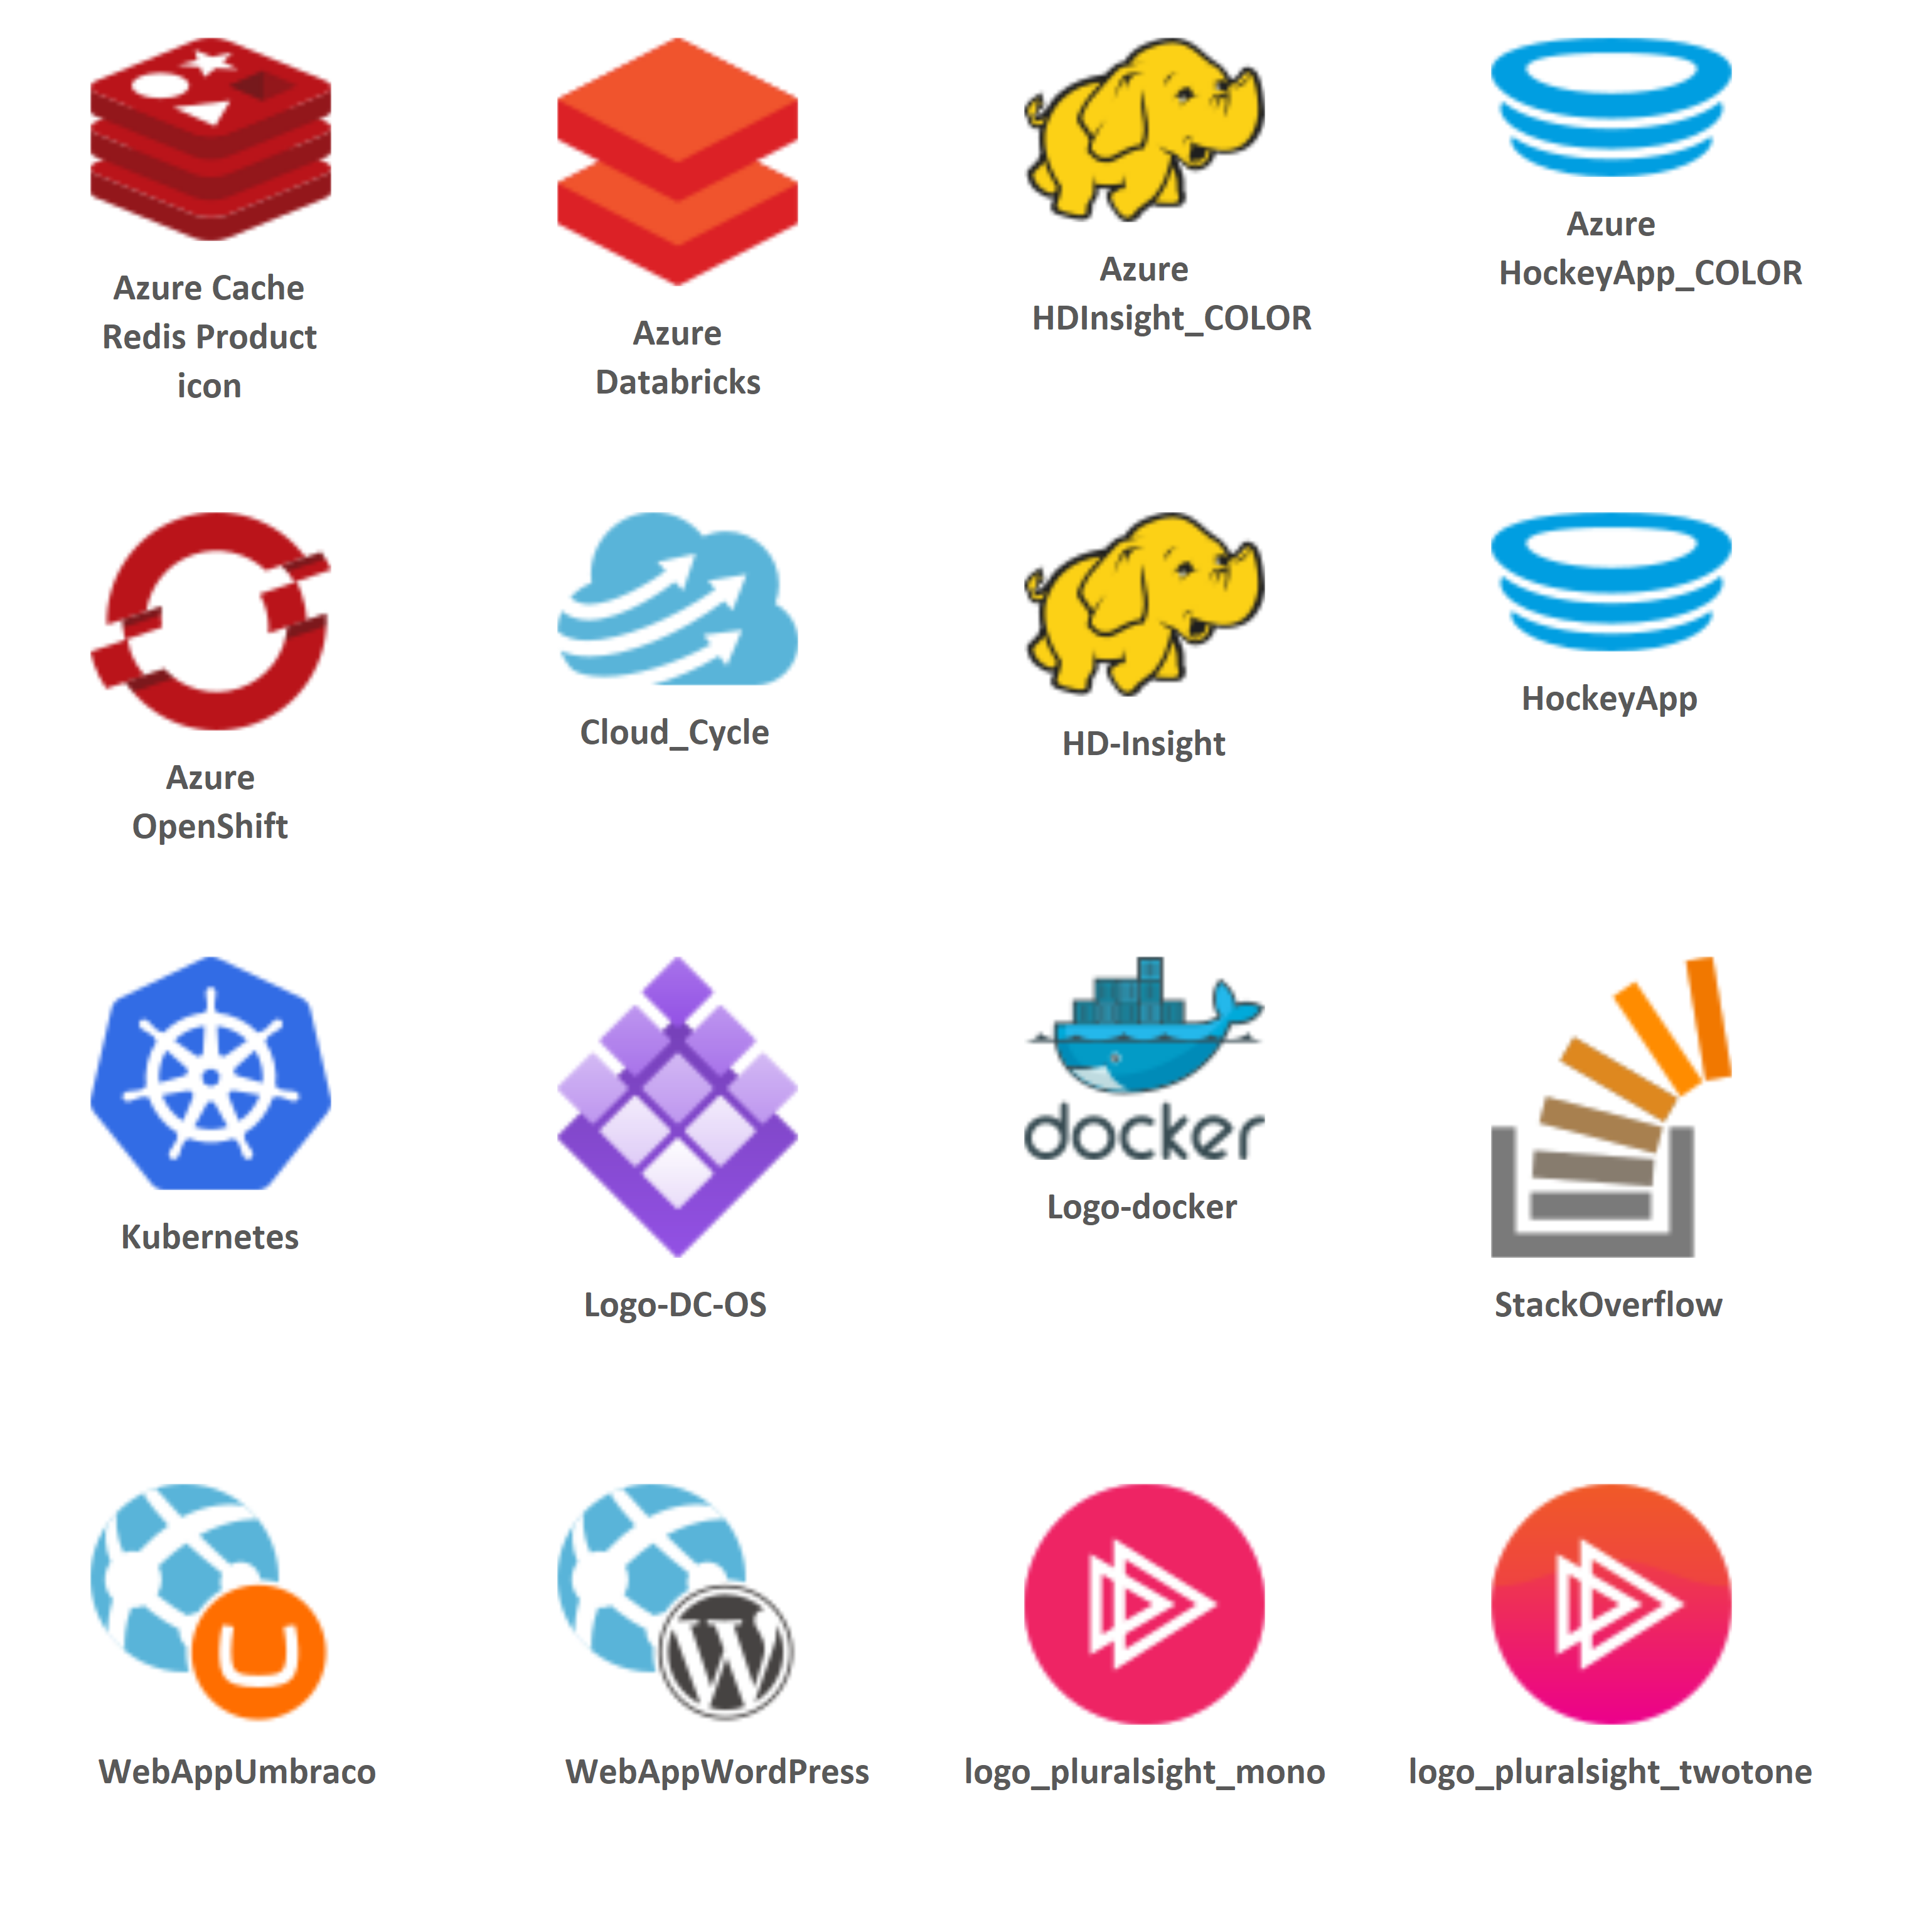 Azure Cache
Redis Product
icon
Azure
Databricks
Azure
HDInsight_COLOR
Azure
HockeyApp_COLOR
Azure
OpenShift
Cloud_Cycle
HD-Insight
HockeyApp
Kubernetes
Logo-DC-OS
docker
Logo-docker
StackOverflow
W
WebAppUmbraco
WebAppWordPress
logo_pluralsight_mono
logo_pluralsight_twotone